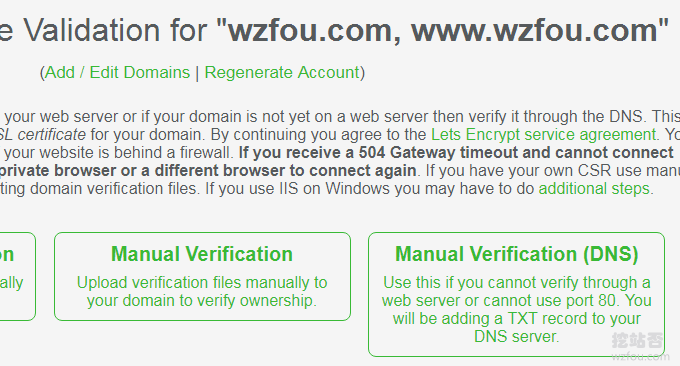 e Validation for "wzfou.com, www.wzfou.com"
(Add / Edit Domains | Regenerate Account)
your web server or if your domain is not yet on a web server then verify it through the DNS. This
SL certificate for your domain. By continuing you agree to the Lets Encrypt service agreement. Yo
your website is behind a firewall. If you receive a 504 Gateway timeout and cannot connect
private browser or a different browser to connect again. If you have your own CSR use manu
ting domain verification files. If you use IIS on Windows you may have to do additional steps.
on
ally
Manual Verification
Upload verification files manually to
your domain to verify ownership.
Manual Verification (DNS)
Use this if you cannot verify through a
web server or cannot use port 80. You
will be adding a TXT record to your
DNS server.
挖站否
wzfou.com